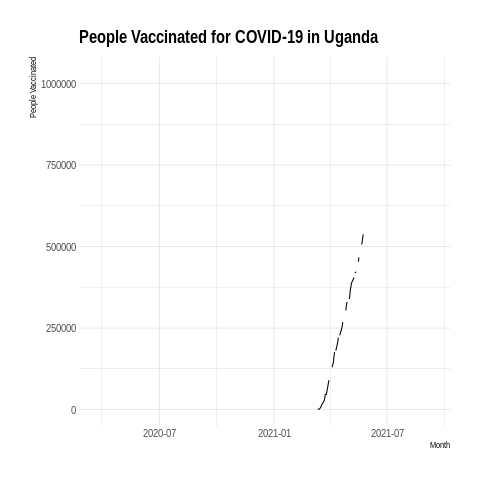 People Vaccinated for COVID-19 in Uganda
People Vaccinated
1000000
750000
500000
250000
0
2020-07
2021-01
2021-07
Month